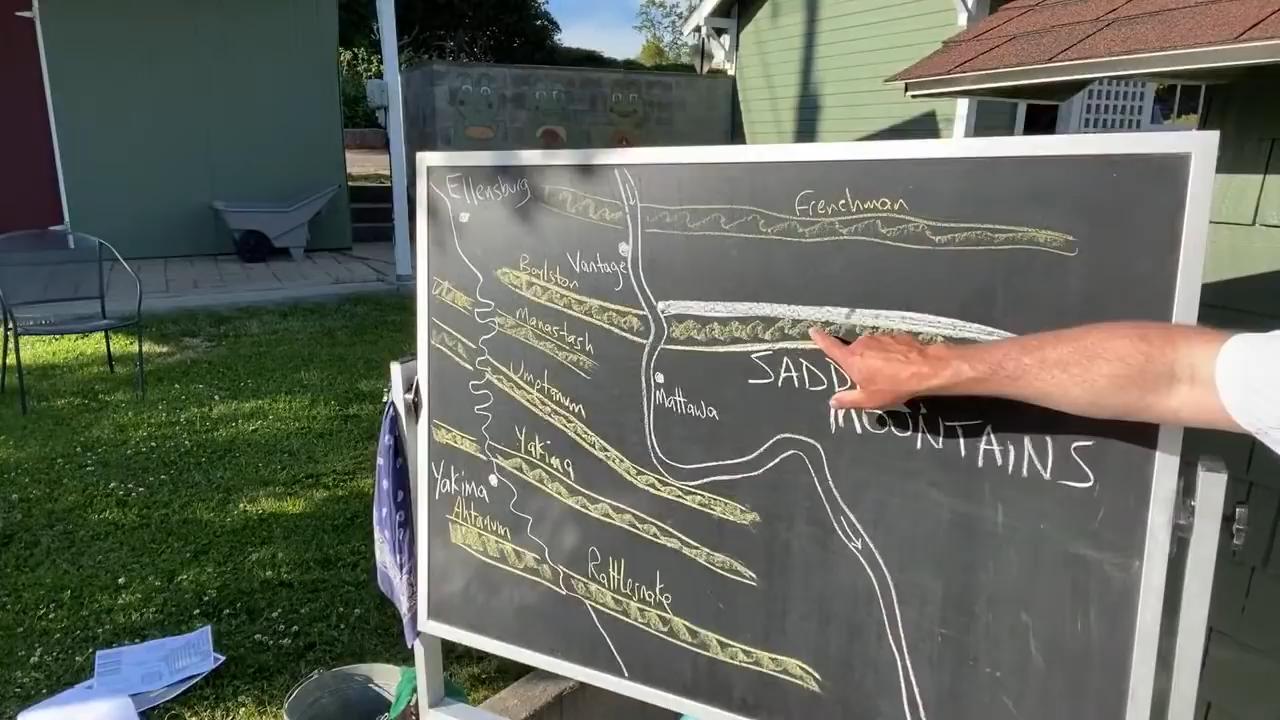 Ellensburg
Frenchman
Vantage
Boylston
Manastash
SADD
MOUNTAINS
Umptanum
Mattawa
Yakima
Yakima
Ahtanum
Rattlesnake